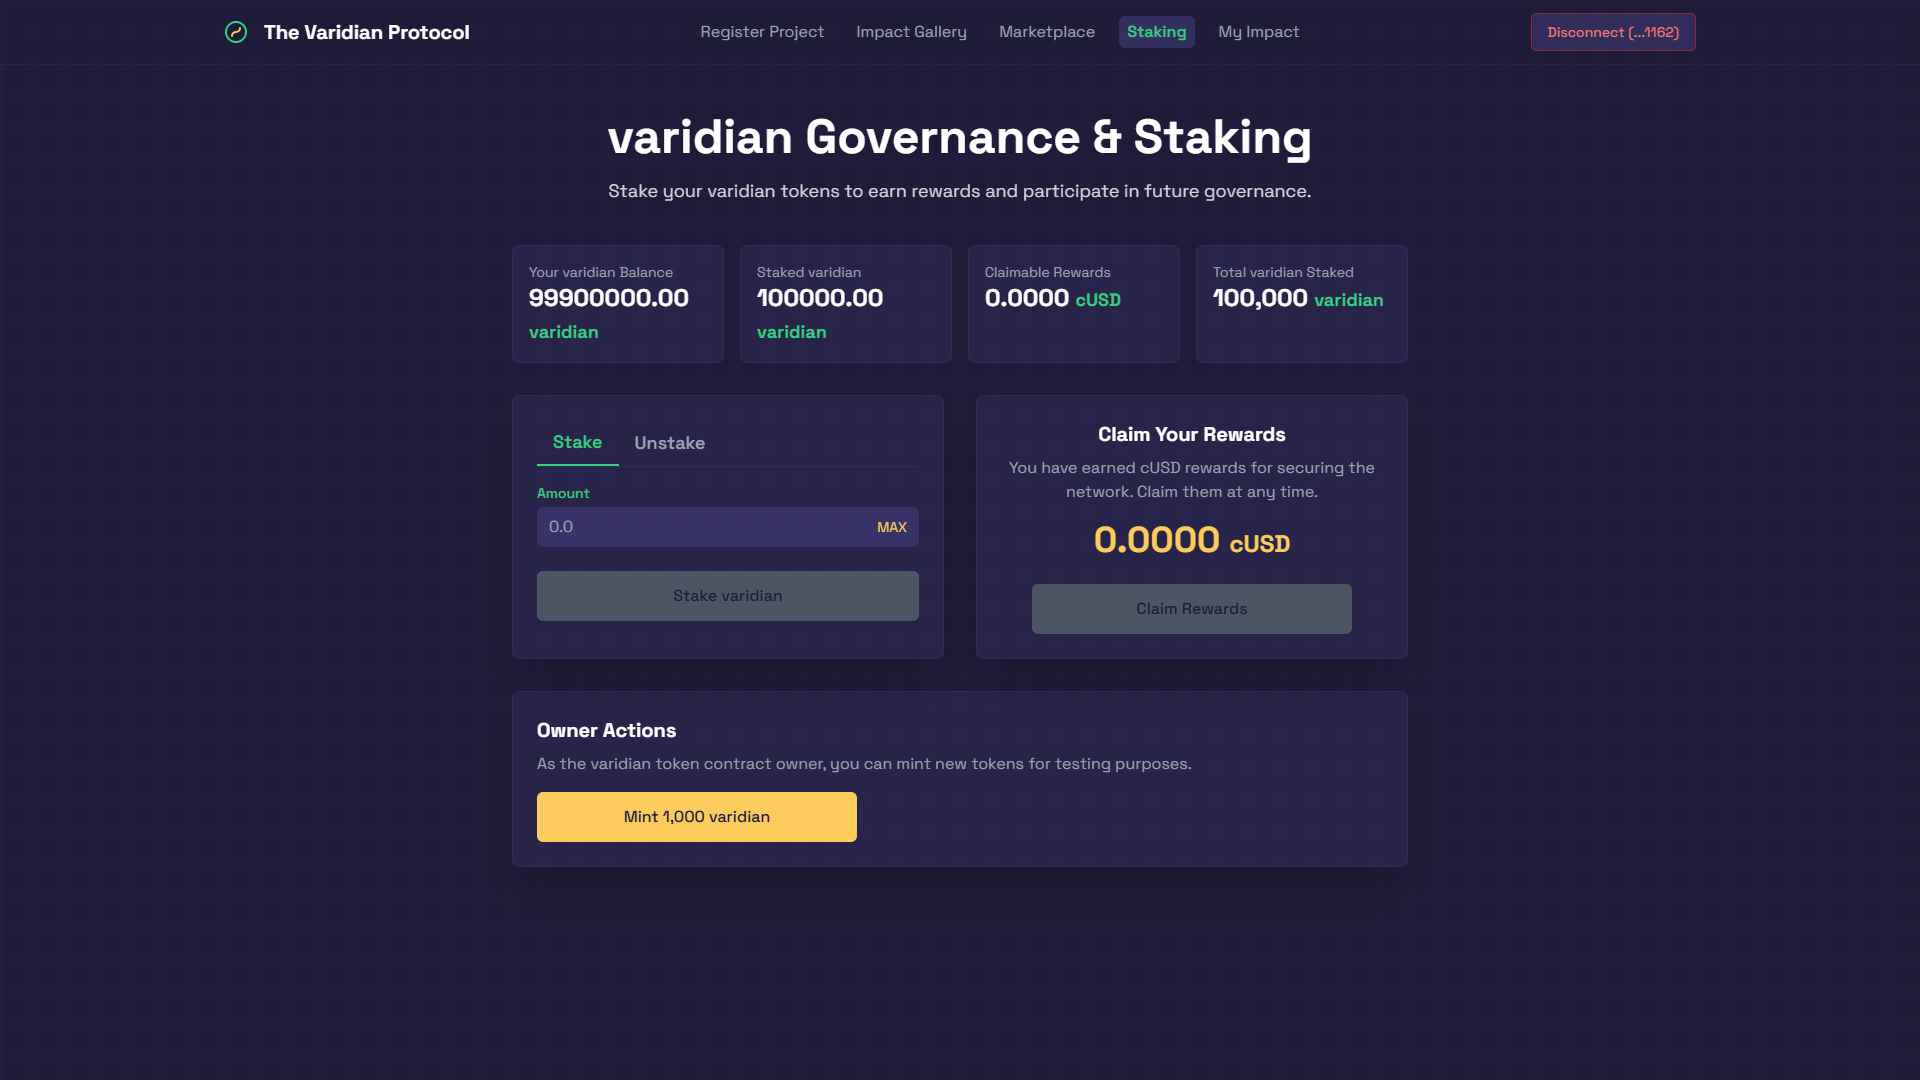 The Varidian Protocol
Register Project
Impact Gallery
Marketplace
Staking
My Impact
Disconnect (...1162)
varidian Governance & Staking
Stake your varidian tokens to earn rewards and participate in future governance.
Your varidian Balance
99900000.00
varidian
Staked varidian
100000.00
varidian
Claimable Rewards
0.0000 cUSD
Total varidian Staked
100,000 varidian
Stake
Unstake
Amount
0.0
MAX
Stake varidian
Claim Your Rewards
You have earned cUSD rewards for securing the
network. Claim them at any time.
0.0000 cUSD
Claim Rewards
Owner Actions
As the varidian token contract owner, you can mint new tokens for testing purposes.
Mint 1,000 varidian